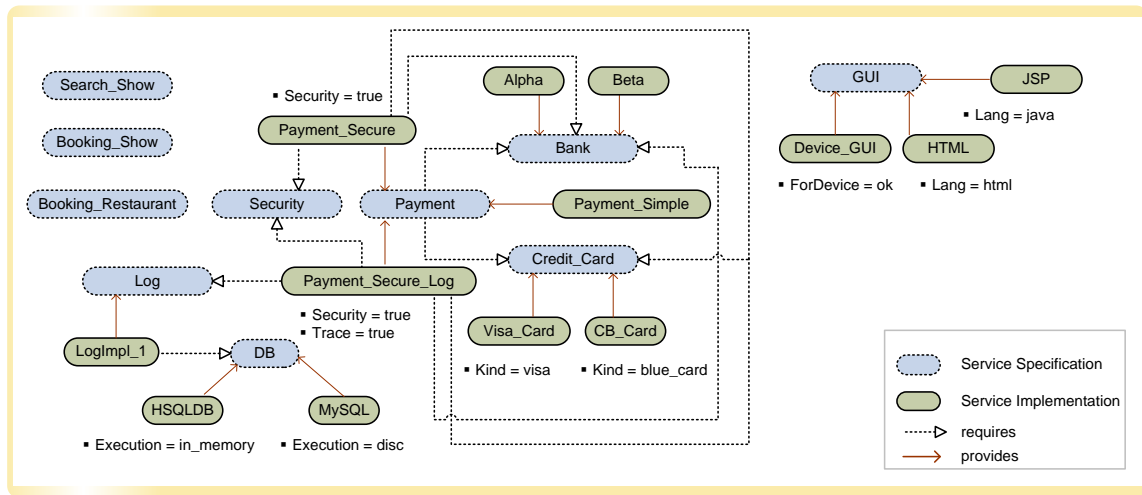 Search_Show
Booking_Show
Booking_Restaurant
▪ Security = true
Payment_Secure
Alpha
Beta
Bank
Security
Payment
Payment_Simple
Log
Payment_Secure_Log
Credit_Card
▪ Security = true
▪ Trace = true
LogImpl_1
DB
Visa_Card
CB_Card
▪ Kind = visa
▪ Kind = blue_card
HSQLDB
MySQL
▪ Execution = in_memory
▪ Execution = disc
GUI
JSP
▪ Lang = java
Device_GUI
HTML
▪ ForDevice = ok
▪ Lang = html
Service Specification
Service Implementation
requires
provides